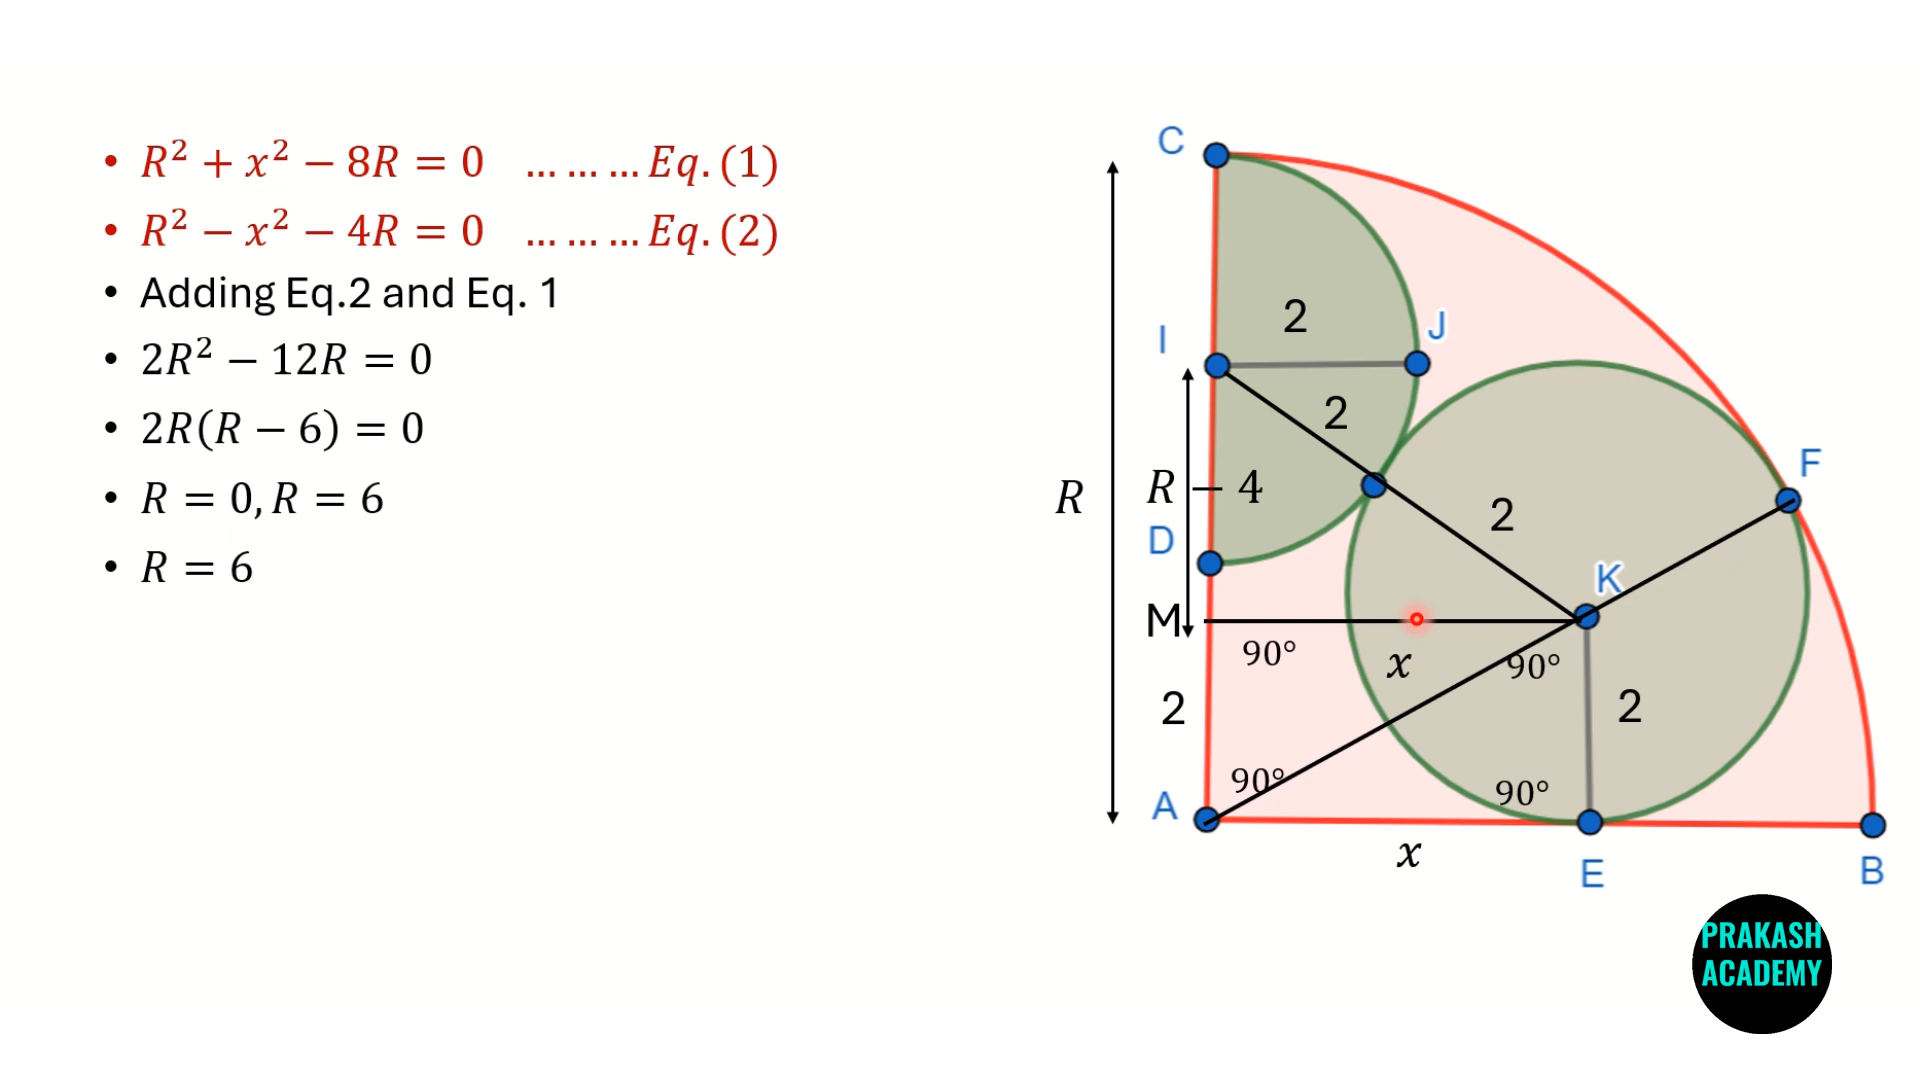 • R² + x² − 8R = 0 ... ... ... Eq. (1)
• R² − x² − 4R = 0 ... ... ... Eq. (2)
• Adding Eq.2 and Eq. 1
• 2R² − 12R = 0
• 2R(R − 6) = 0
• R = 0, R = 6
• R = 6
C
2
I
J
2
R
R − 4
2
F
D
K
M
90°
x
90°
2
2
90°
90°
A
x
E
B
PRAKASH
ACADEMY